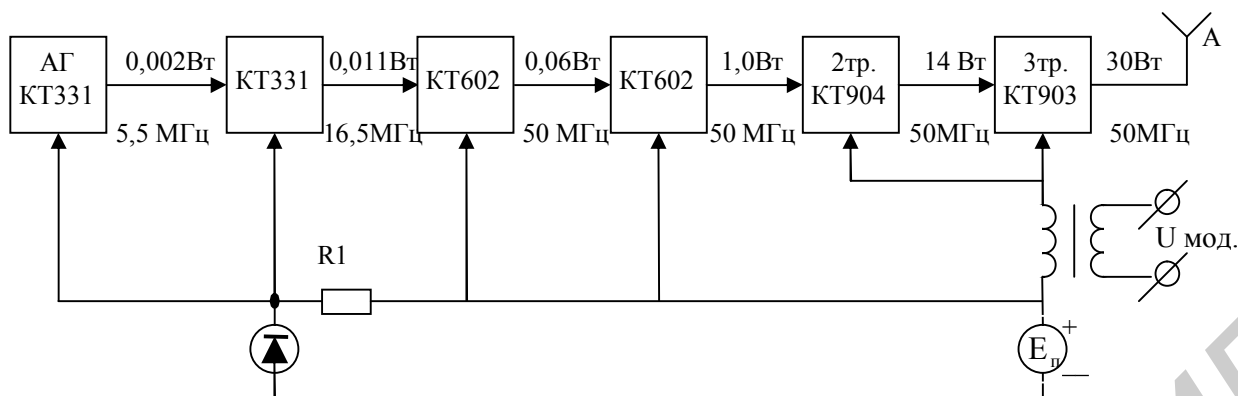 АГ
КТ331
0,002Вт
5,5 МГц
КТ331
0,011Вт
16,5МГц
КТ602
0,06Вт
50 МГц
КТ602
1,0Вт
50 МГц
2тр.
КТ904
14 Вт
50МГц
3тр.
КТ903
30Вт
50МГц
А
R1
U мод.
+
Eп
—